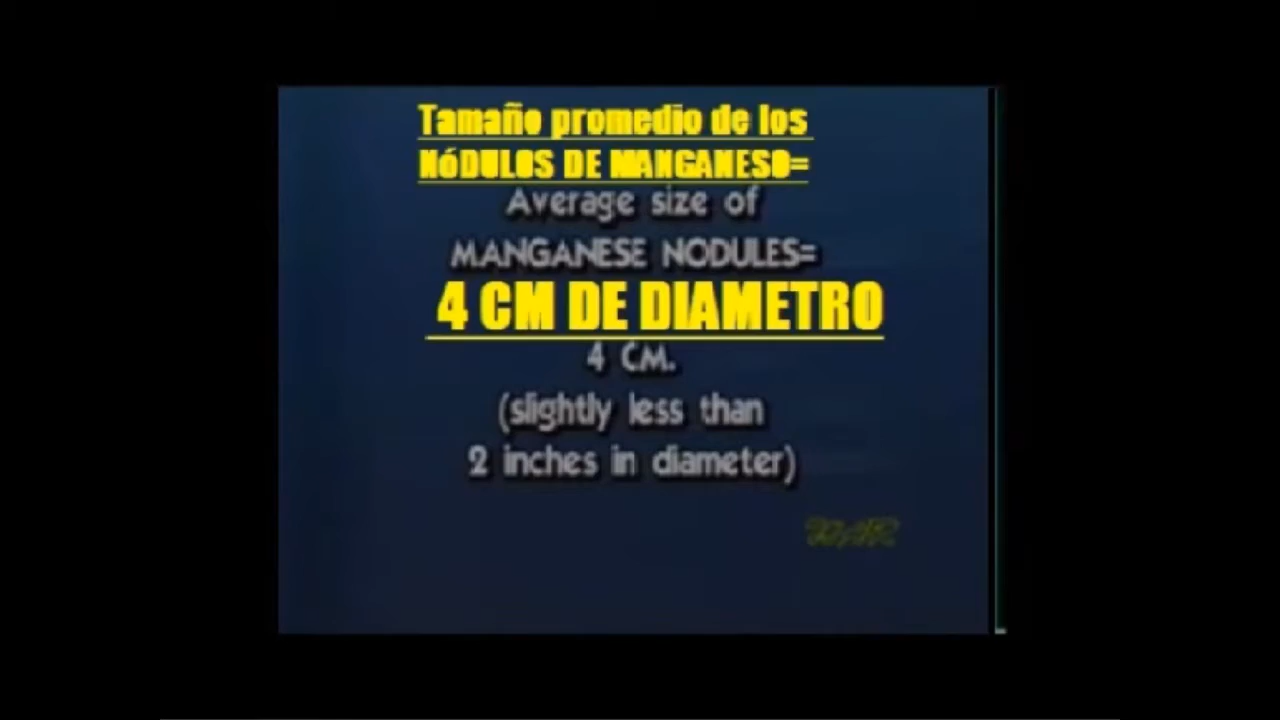 Tamaño promedio de los
NóDULOS DE MANGANESO=
Average size of
MANGANESE NODULES=
4 CM DE DIAMETRO
4 CM.
(slightly less than
2 inches in diameter)